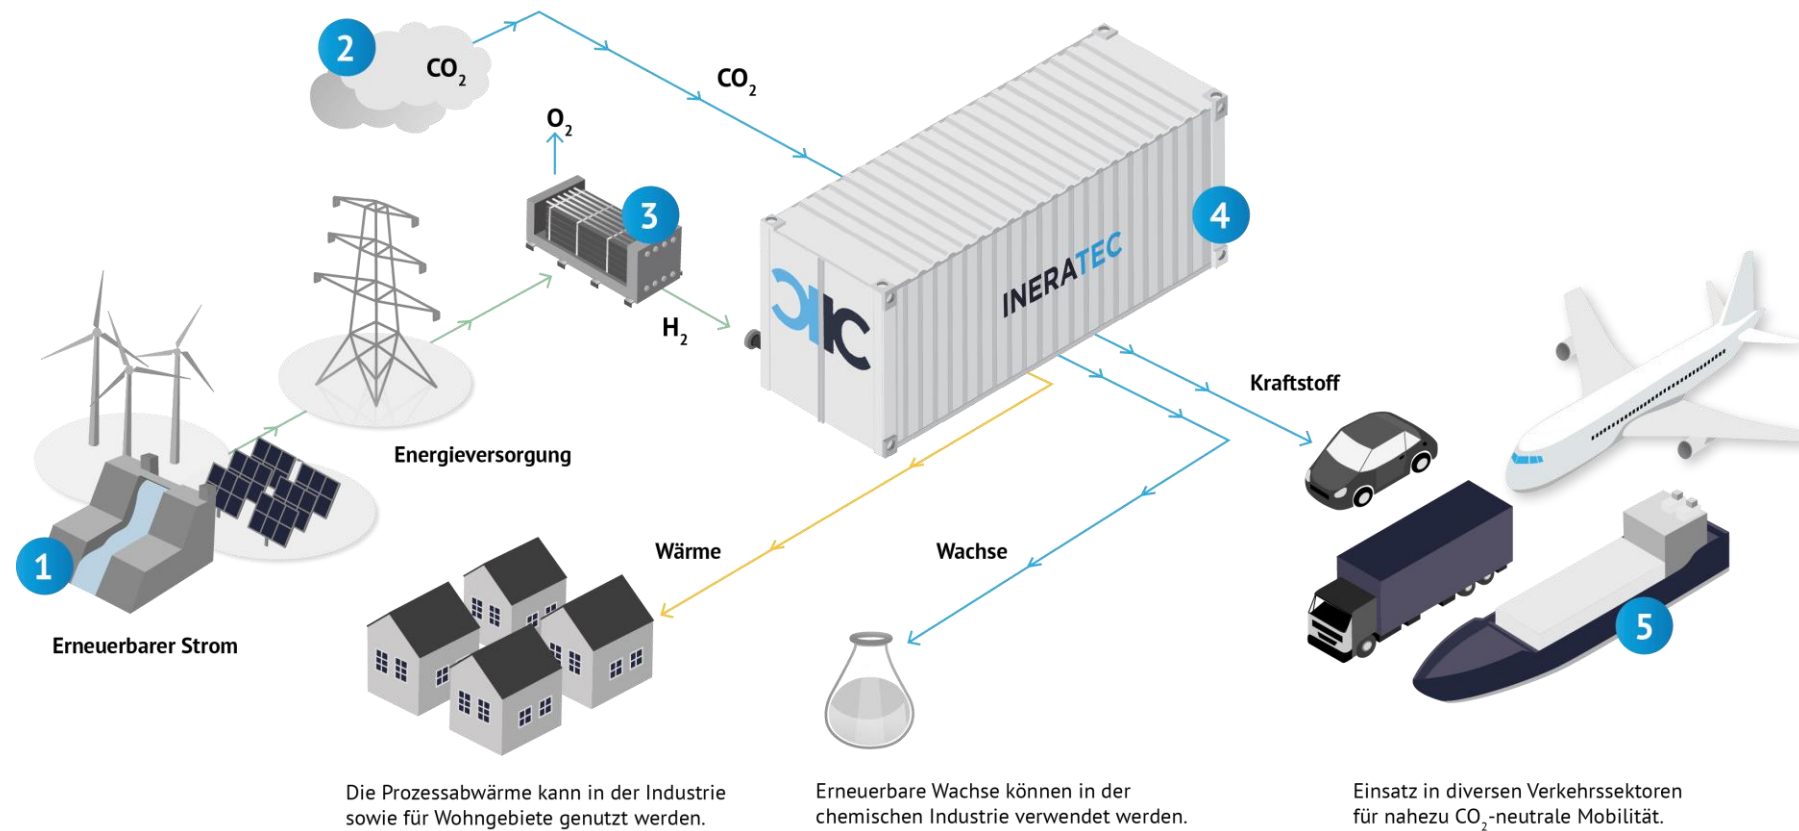 2
CO₂
CO₂
O₂
3
4
INERATEC
H₂
Kraftstoff
Energieversorgung
1
Wärme
Wachse
5
Erneuerbarer Strom
Die Prozessabwärme kann in der Industrie
sowie für Wohngebiete genutzt werden.
Erneuerbare Wachse können in der
chemischen Industrie verwendet werden.
Einsatz in diversen Verkehrssektoren
für nahezu CO₂-neutrale Mobilität.